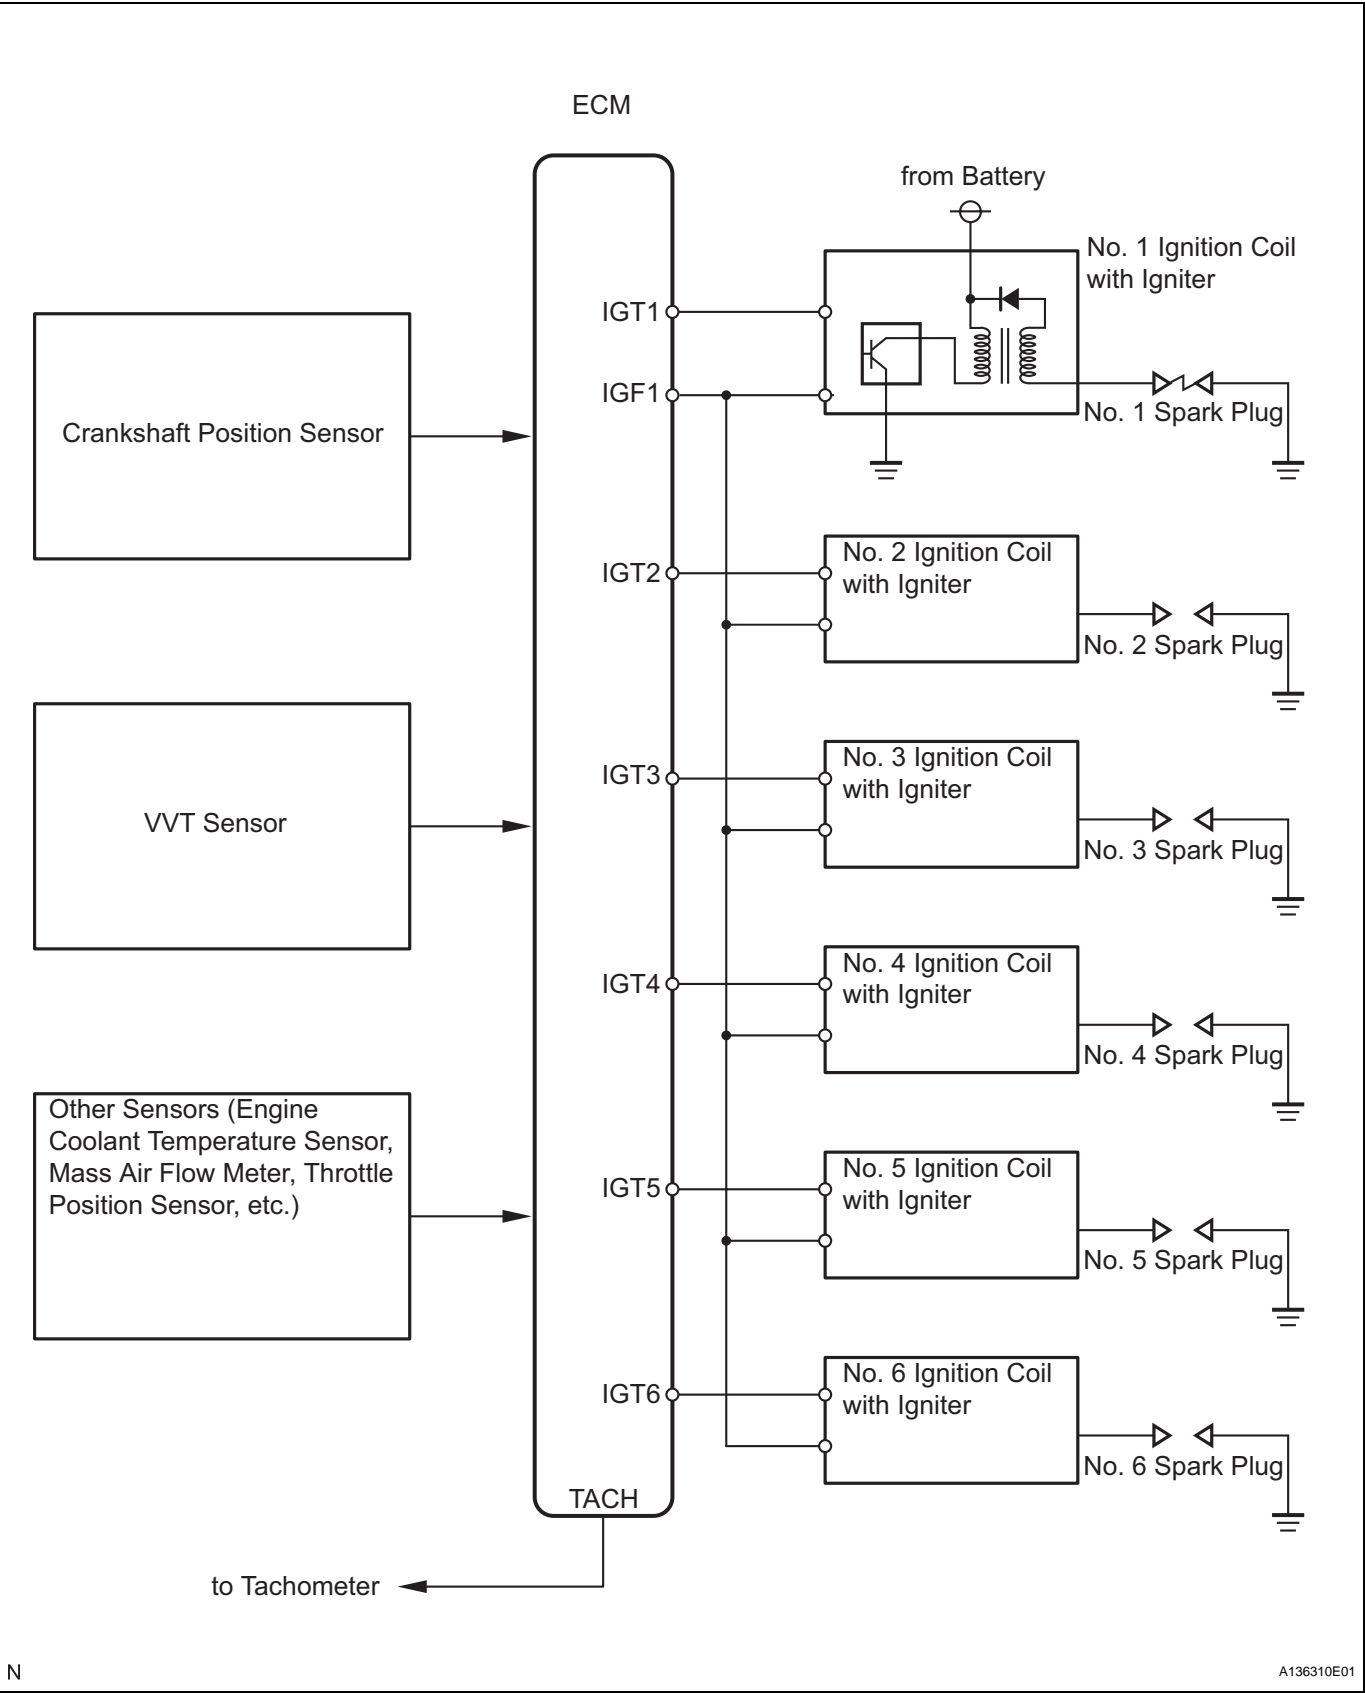 ECM
from Battery
No. 1 Ignition Coil
with Igniter
IGT1
IGF1
No. 1 Spark Plug
Crankshaft Position Sensor
IGT2
No. 2 Ignition Coil
with Igniter
No. 2 Spark Plug
IGT3
No. 3 Ignition Coil
with Igniter
VVT Sensor
No. 3 Spark Plug
IGT4
No. 4 Ignition Coil
with Igniter
No. 4 Spark Plug
Other Sensors (Engine
Coolant Temperature Sensor,
Mass Air Flow Meter, Throttle
Position Sensor, etc.)
IGT5
No. 5 Ignition Coil
with Igniter
No. 5 Spark Plug
IGT6
No. 6 Ignition Coil
with Igniter
No. 6 Spark Plug
TACH
to Tachometer
N
A136310E01